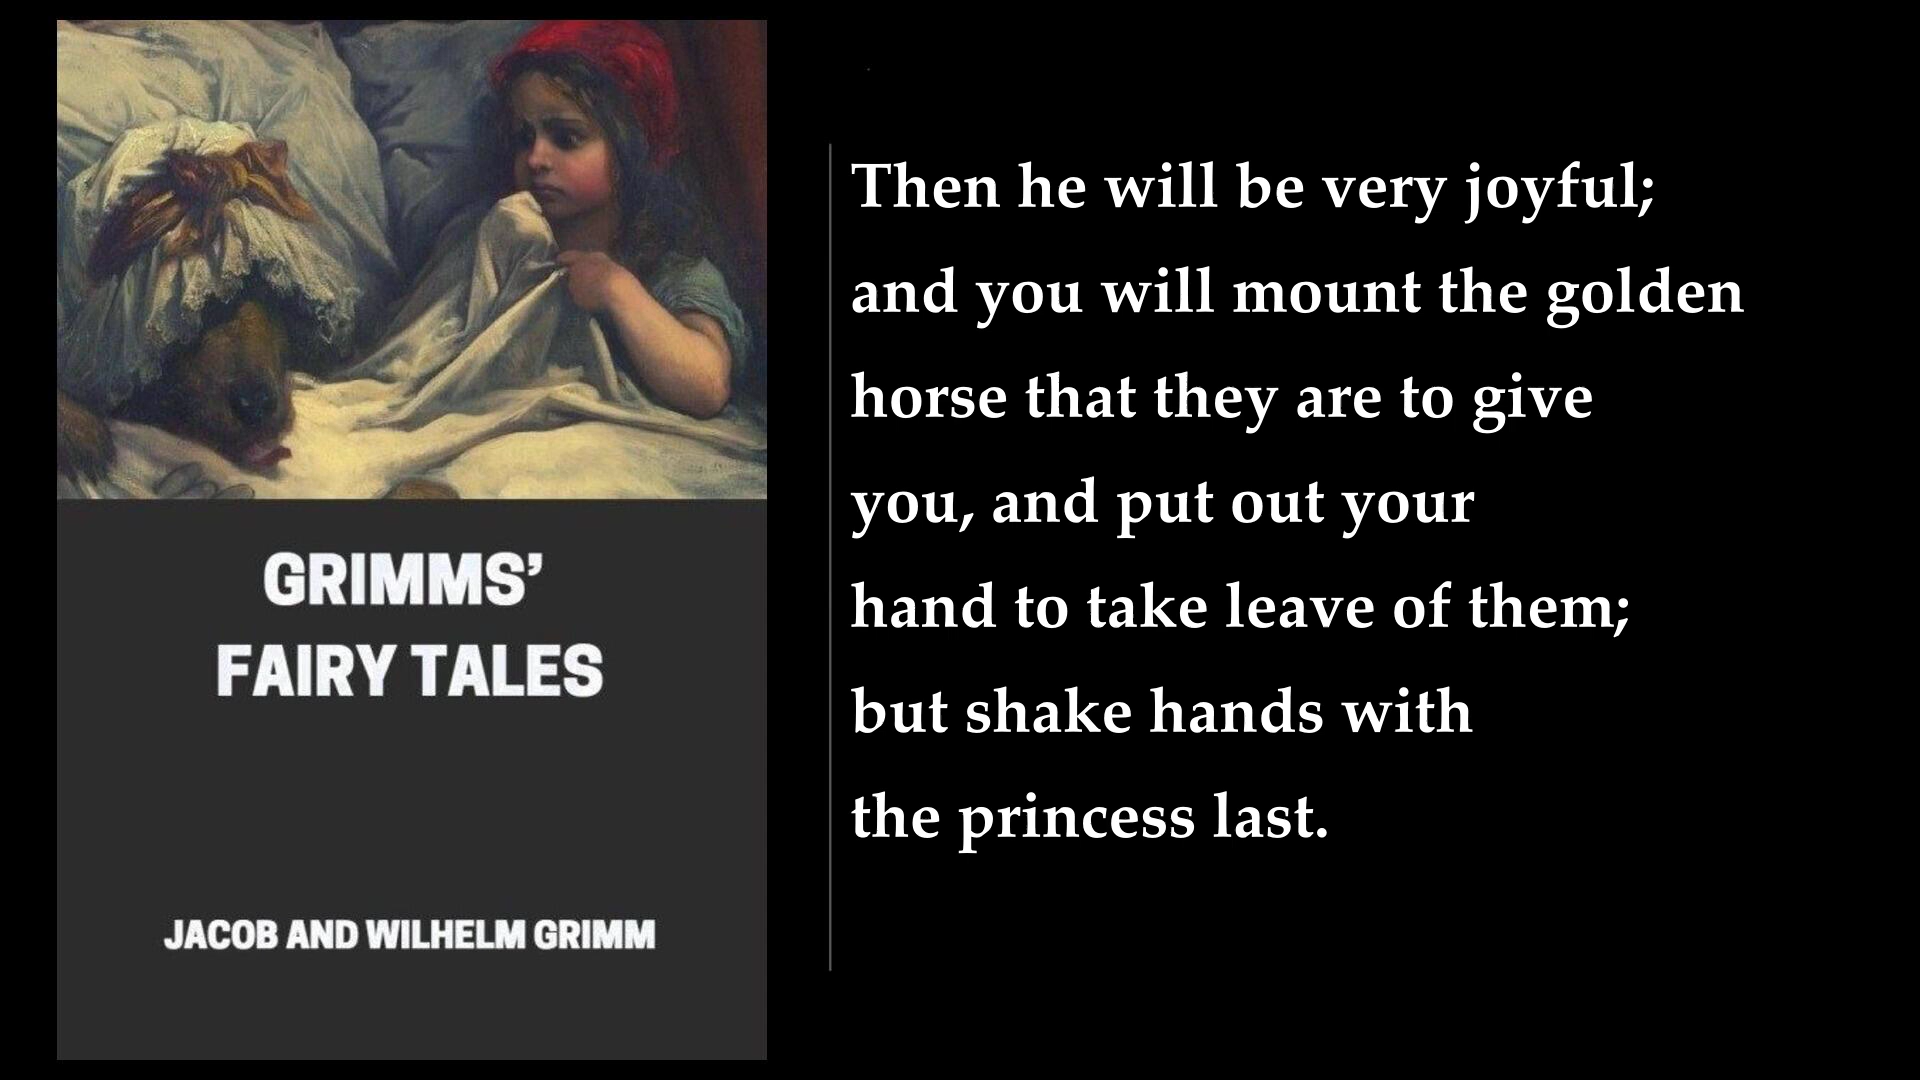 GRIMMS’
FAIRY TALES
JACOB AND WILHELM GRIMM
Then he will be very joyful;
and you will mount the golden
horse that they are to give
you, and put out your
hand to take leave of them;
but shake hands with
the princess last.